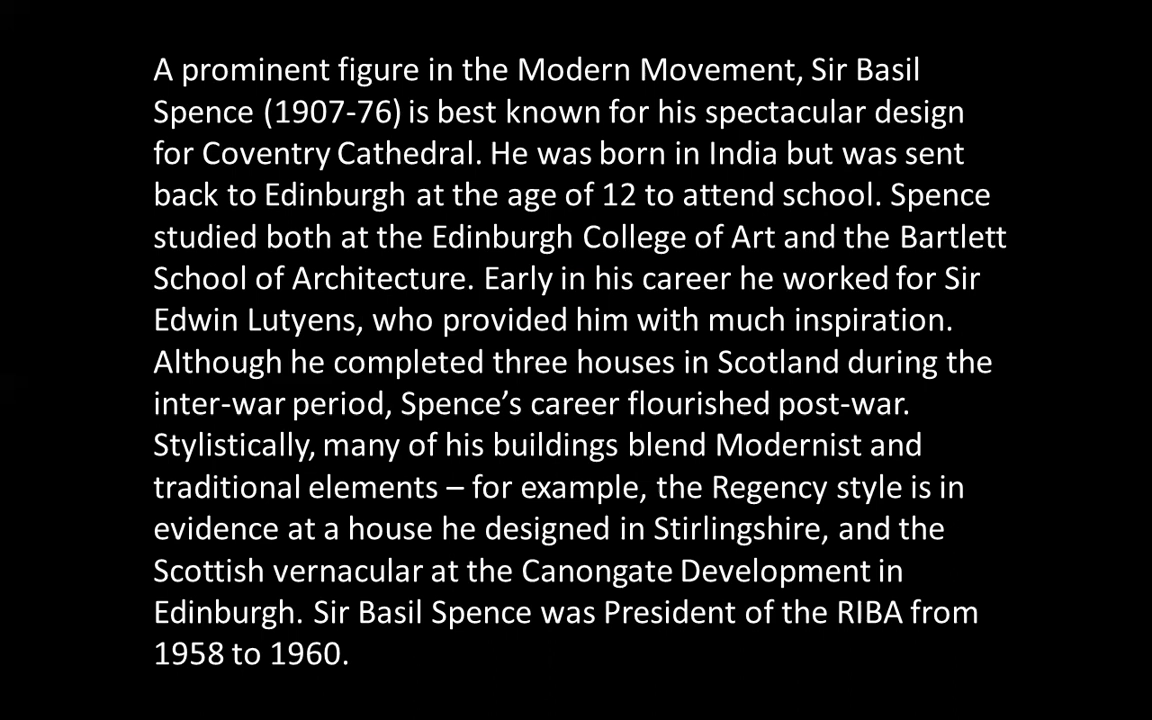 A prominent figure in the Modern Movement, Sir Basil
Spence (1907-76) is best known for his spectacular design
for Coventry Cathedral. He was born in India but was sent
back to Edinburgh at the age of 12 to attend school. Spence
studied both at the Edinburgh College of Art and the Bartlett
School of Architecture. Early in his career he worked for Sir
Edwin Lutyens, who provided him with much inspiration.
Although he completed three houses in Scotland during the
inter-war period, Spence’s career flourished post-war.
Stylistically, many of his buildings blend Modernist and
traditional elements – for example, the Regency style is in
evidence at a house he designed in Stirlingshire, and the
Scottish vernacular at the Canongate Development in
Edinburgh. Sir Basil Spence was President of the RIBA from
1958 to 1960.